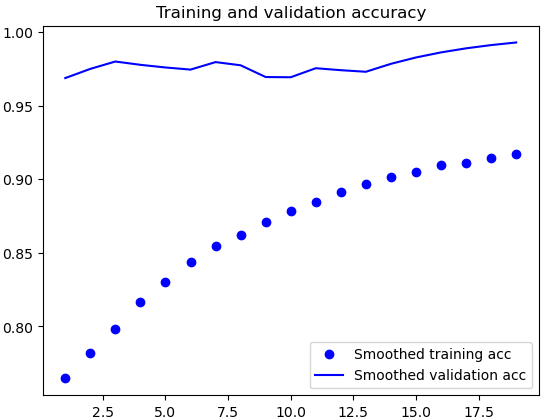 Training and validation accuracy
1.00
0.95
0.90
0.85
0.80
Smoothed training acc
Smoothed validation acc
2.5 5.0 7.5 10.0 12.5 15.0 17.5